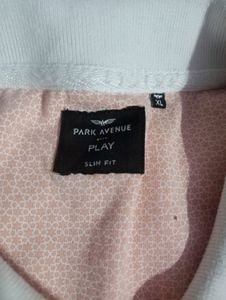 PARK AVENUE
PLAY
SLIM FIT
XL